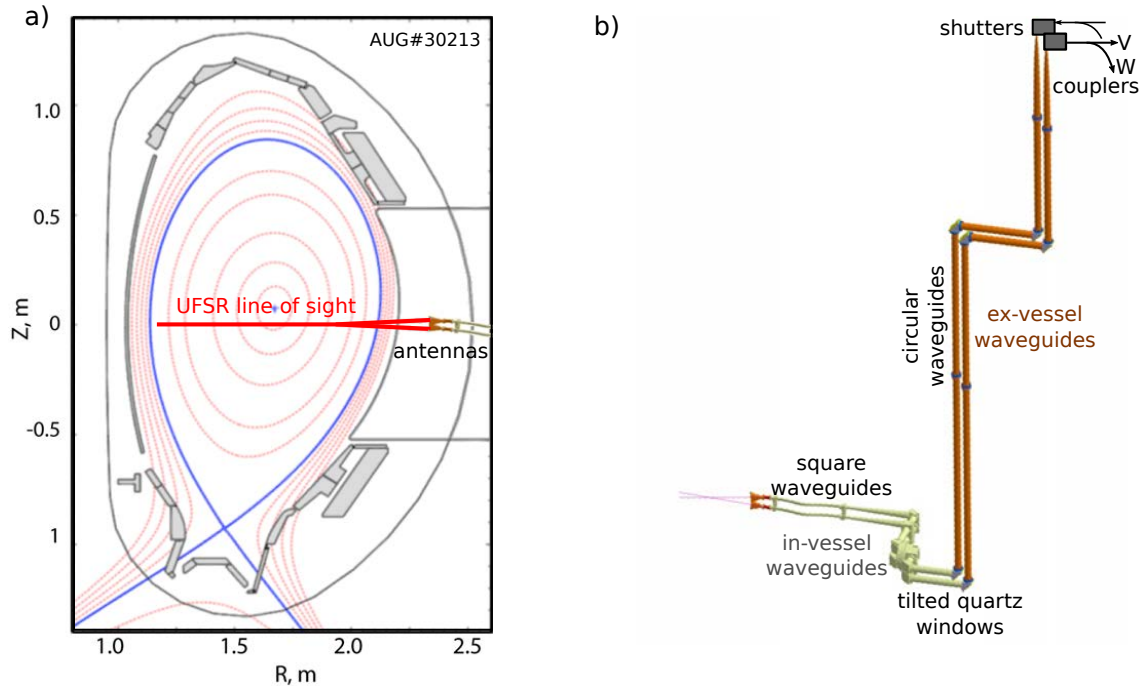 a)
AUG#30213
1.0
0.5
0
-0.5
1
Z, m
UFSR line of sight
antennas
1.0
1.5
2.0
2.5
R, m
b)
shutters
V
W
couplers
circular
waveguides
ex-vessel
waveguides
square
waveguides
in-vessel
waveguides
tilted quartz
windows